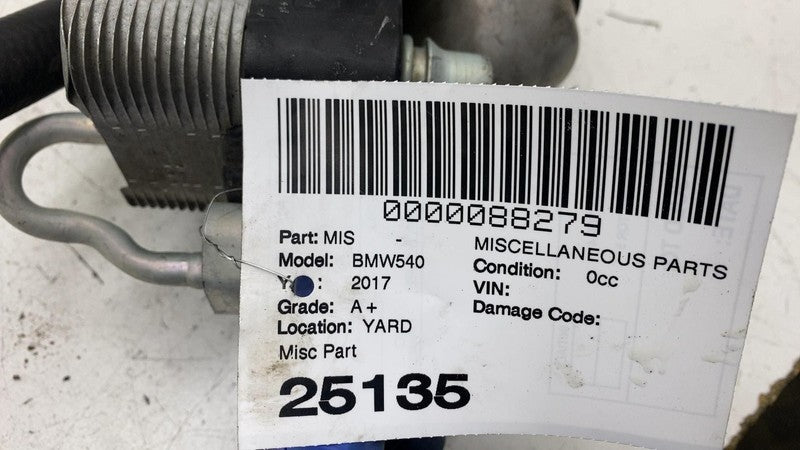 0000088279
Part: MIS - MISCELLANEOUS PARTS
Model: BMW540 Condition: 0cc
2017 VIN:
Grade: A+ Damage Code:
Location: YARD
Misc Part
25135